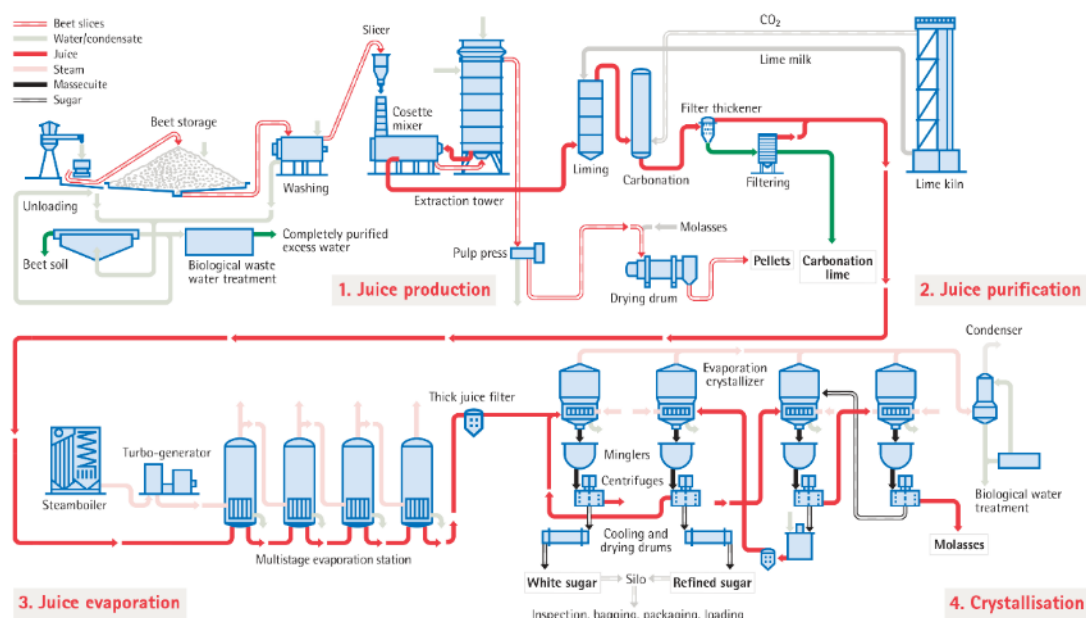 Beet slices
Water/condensate
Juice
Steam
Massecuite
Sugar
Slicer
CO2
Lime milk
Beet storage
Cosette
mixer
Filter thickener
Unloading
Washing
Extraction tower
Liming
Carbonation
Filtering
Lime kiln
Beet soil
Biological waste
water treatment
Completely purified
excess water
Pulp press
Molasses
Drying drum
Pellets
Carbonation
lime
1. Juice production
2. Juice purification
Condenser
Thick juice filter
Evaporation
crystallizer
Turbo-generator
Steamboiler
Minglers
Centrifuges
Biological water
treatment
Multistage evaporation station
Cooling and
drying drums
Molasses
White sugar
Silo
Refined sugar
3. Juice evaporation
4. Crystallisation
Inspection, bagging, packaging, loading